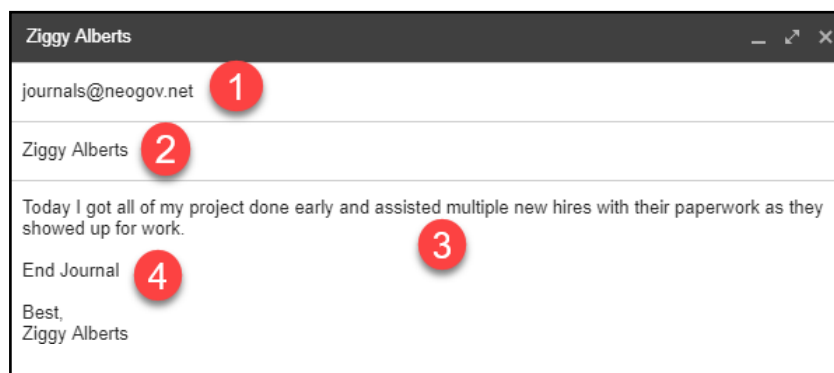 Ziggy Alberts
journals@neogov.net 1
Ziggy Alberts 2
Today I got all of my project done early and assisted multiple new hires with their paperwork as they
showed up for work.
3
End Journal 4
Best,
Ziggy Alberts